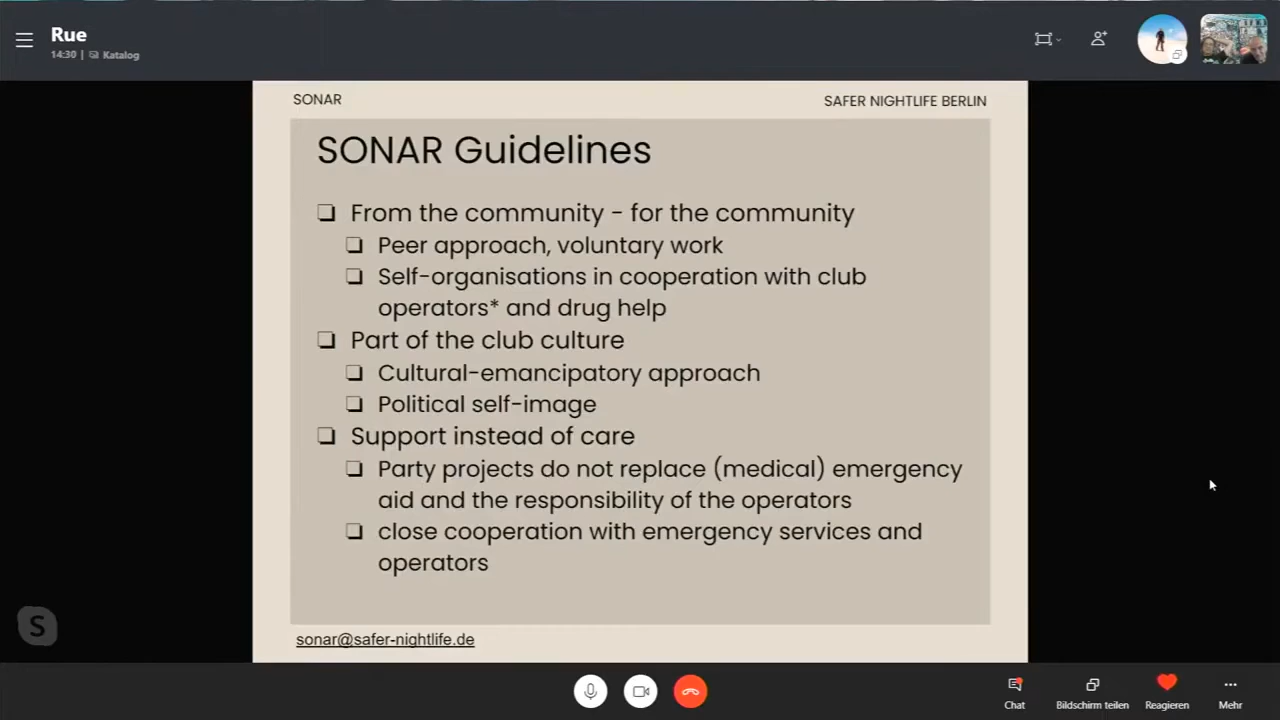 Rue
14:30 | Katalog
SONAR
SAFER NIGHTLIFE BERLIN
SONAR Guidelines
❏ From the community - for the community
❏ Peer approach, voluntary work
❏ Self-organisations in cooperation with club
operators* and drug help
❏ Part of the club culture
❏ Cultural-emancipatory approach
❏ Political self-image
❏ Support instead of care
❏ Party projects do not replace (medical) emergency
aid and the responsibility of the operators
❏ close cooperation with emergency services and
operators
S
sonar@safer-nightlife.de
Chat
Bildschirm teilen
Reagieren
Mehr